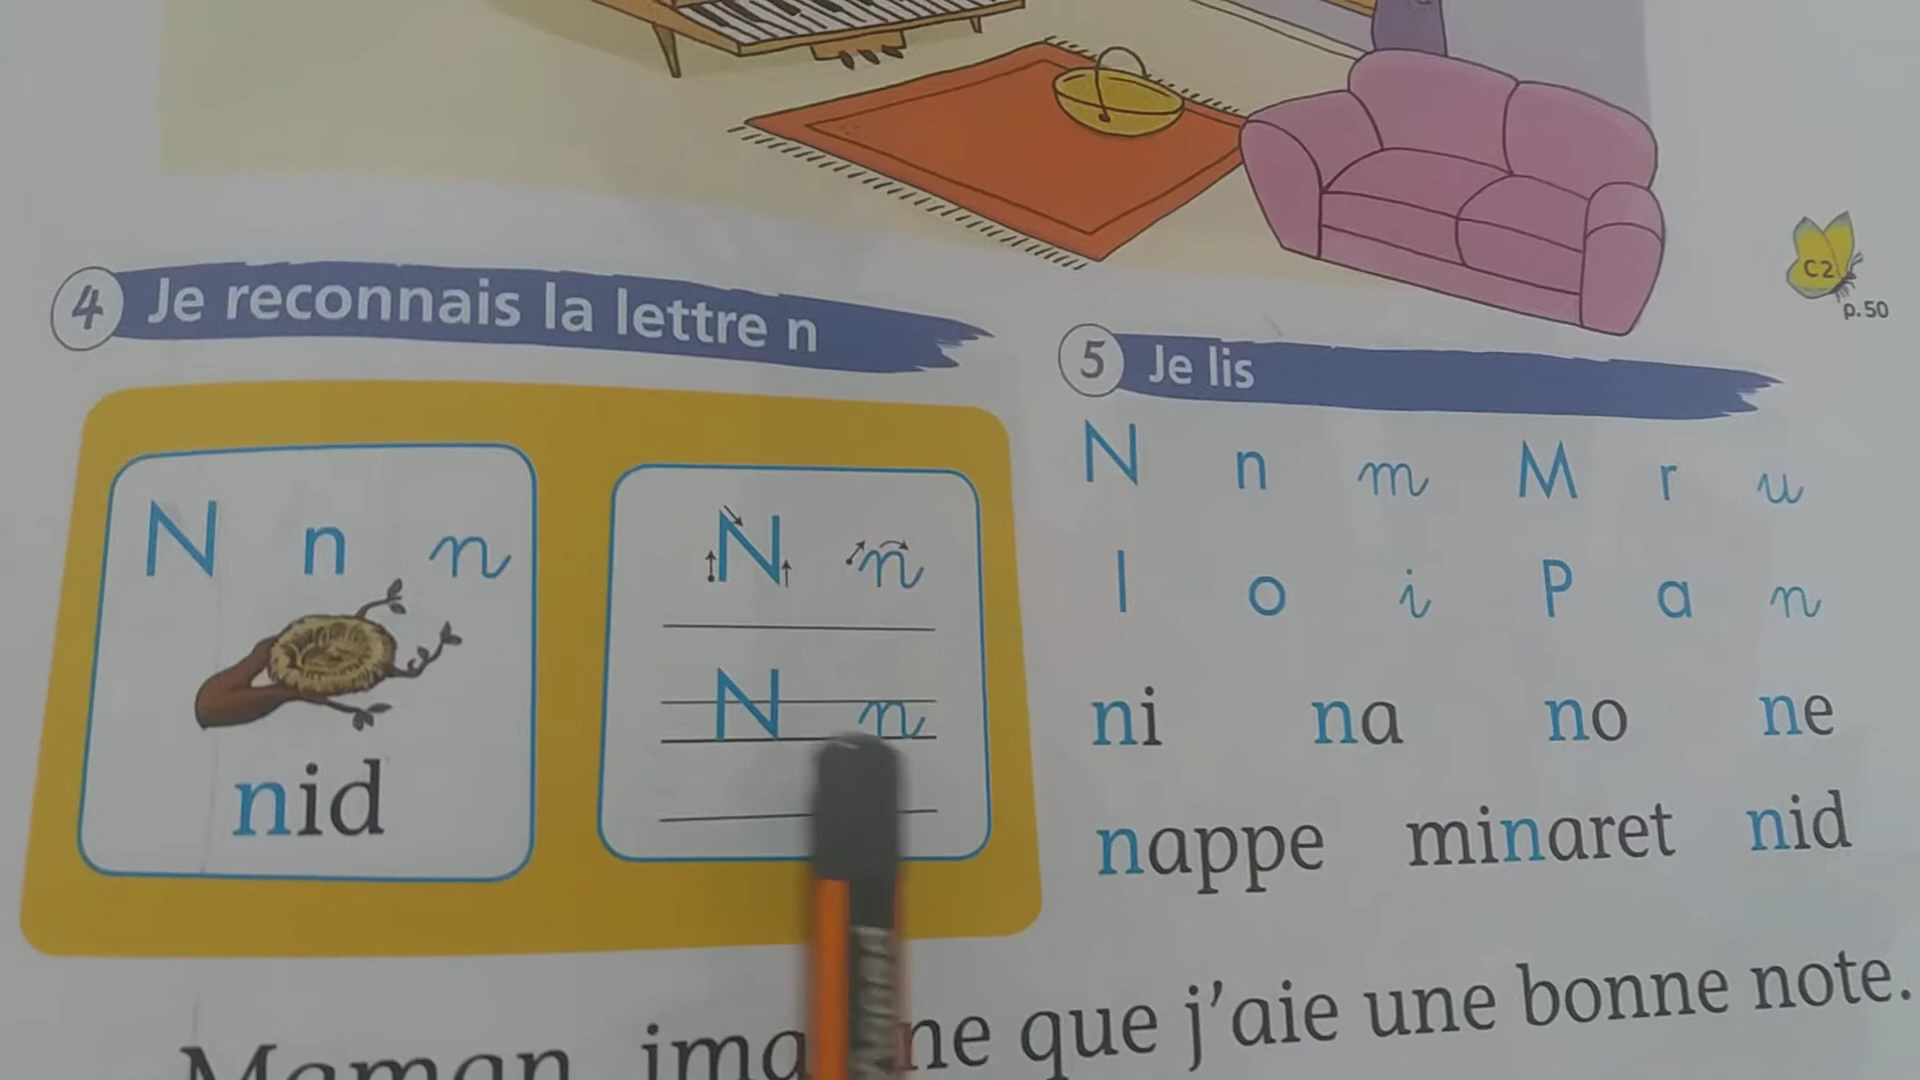 C2
p.50
4 Je reconnais la lettre n
N n n
nid
N n
N n
5 Je lis
N n m M r u
l o i P a n
ni na no ne
nappe minaret nid
Maman que j'aie une bonne note.